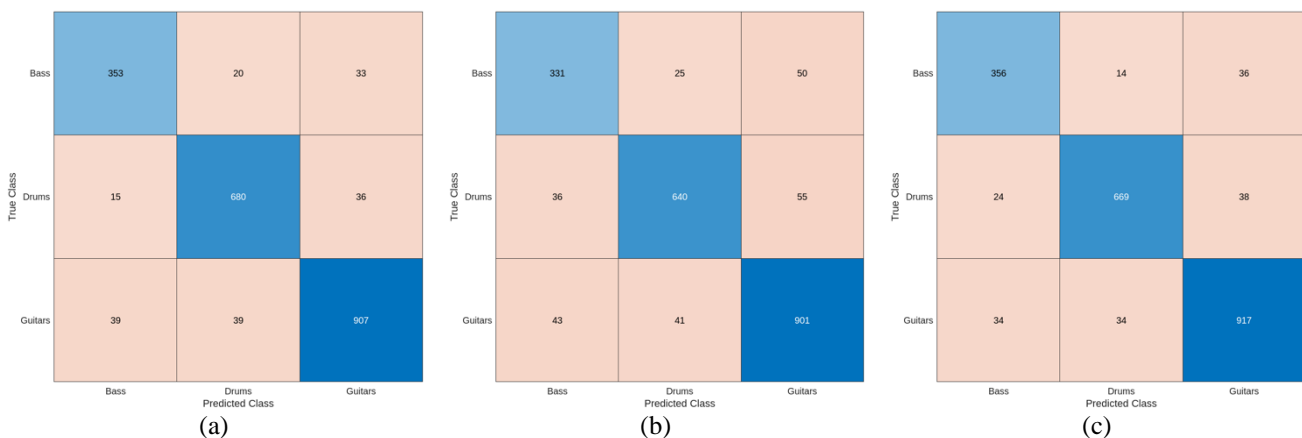 Bass 353 20 33
Drums 15 680 36
Guitars 39 39 907
Bass Drums Guitars
Predicted Class
True Class
(a)
Bass 331 25 50
Drums 36 640 55
Guitars 43 41 901
Bass Drums Guitars
Predicted Class
True Class
(b)
Bass 356 14 36
Drums 24 669 38
Guitars 34 34 917
Bass Drums Guitars
Predicted Class
True Class
(c)